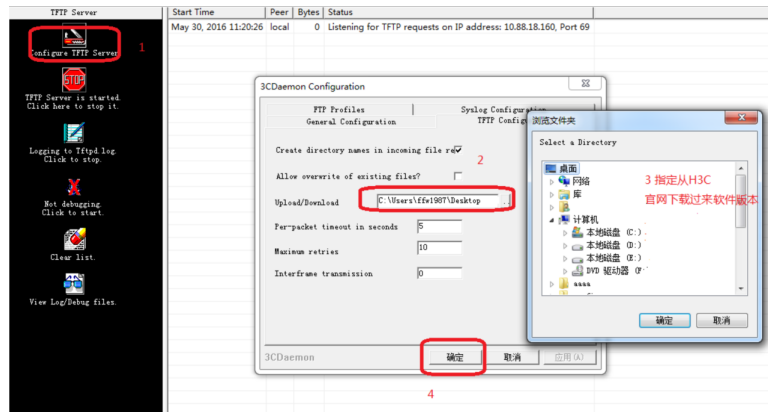 TFTP Server
Start Time Peer Bytes Status
May 30, 2016 11:20:26 local 0 Listening for TFTP requests on IP address: 10.88.18.160, Port 69
Configure TFTP Server
1
STOP
TFTP Server is started.
Click here to stop it.
Logging to Tftpd.log.
Click to stop.
Not debugging.
Click to start.
Clear list.
View Log/Debug files.
3CDaemon Configuration
FTP Profiles
Syslog Configuration
General Configuration
TFTP Config
Create directory names in incoming file re
2
Allow overwrite of existing files?
Upload/Download C:\Users\ffw1987\Desktop
Per-packet timeout in seconds 5
Maximum retries 10
Interframe transmission 0
3CDaemon
确定 取消 应用(A)
4
浏览文件夹
Select a Directory
桌面
网络
库
计算机
本地磁盘 (C:)
本地磁盘 (D:)
本地磁盘 (E:)
DVD 驱动器 (F:
aaaa
3 指定从H3C
官网下载过来软件版本
确定 取消